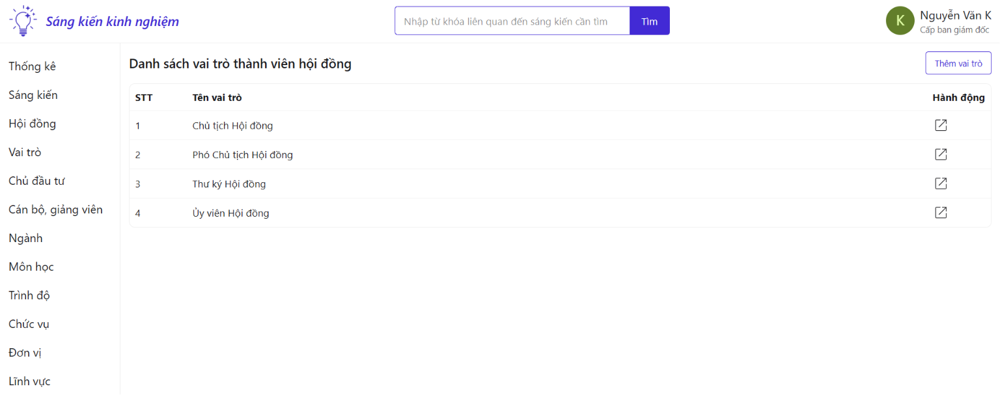 Sáng kiến kinh nghiệm
Nhập từ khóa liên quan đến sáng kiến cần tìm
Tìm
K
Nguyễn Văn K
Cấp ban giám đốc
Thống kê
Sáng kiến
Hội đồng
Vai trò
Chủ đầu tư
Cán bộ, giảng viên
Ngành
Môn học
Trình độ
Chức vụ
Đơn vị
Lĩnh vực
Danh sách vai trò thành viên hội đồng
Thêm vai trò
STT Tên vai trò Hành động
1 Chủ tịch Hội đồng
2 Phó Chủ tịch Hội đồng
3 Thư ký Hội đồng
4 Ủy viên Hội đồng